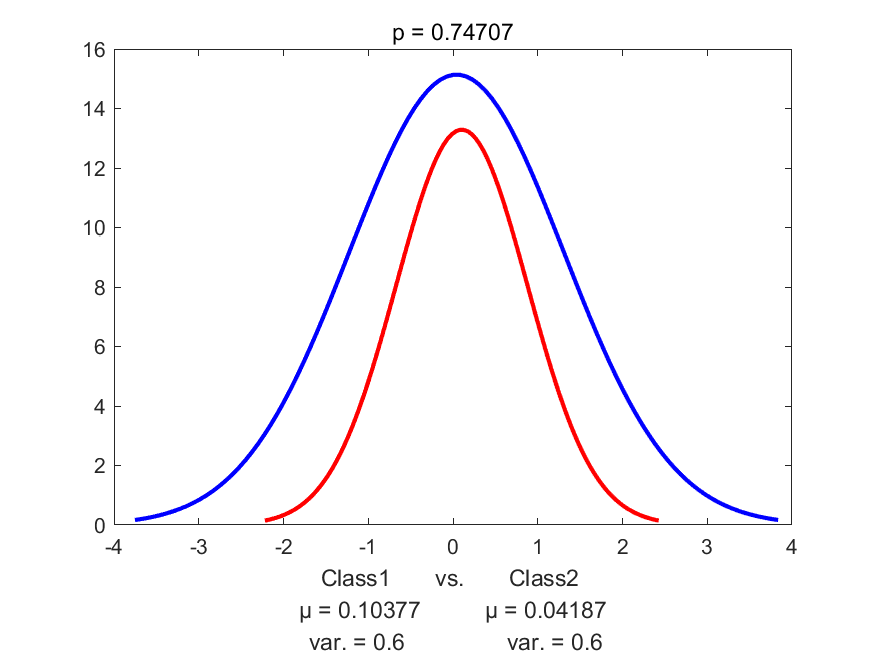 p = 0.74707
16
14
12
10
8
6
4
2
0
-4 -3 -2 -1 0 1 2 3 4
Class1 vs. Class2
μ = 0.10377 μ = 0.04187
var. = 0.6 var. = 0.6